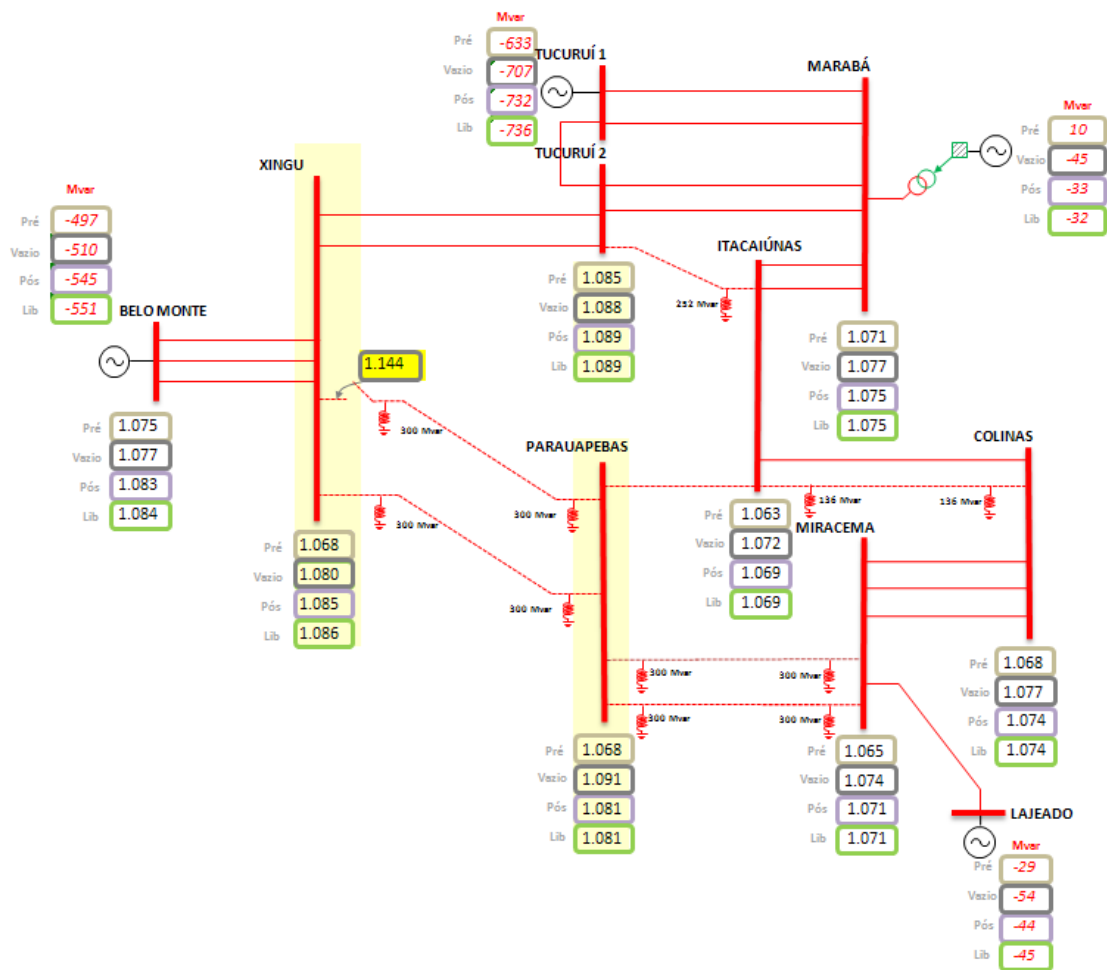 Mvar
Pré -633
Vazio -707
Pós -732
Lib -736
TUCURUÍ 1
MARABÁ
Mvar
Pré 10
Vazio -45
Pós -33
Lib -32
TUCURUÍ 2
XINGU
Mvar
Pré -497
Vazio -510
Pós -545
Lib -551
BELO MONTE
ITACAIÚNAS
Pré 1.085
Vazio 1.088
Pós 1.089
Lib 1.089
252 Mvar
Pré 1.071
Vazio 1.077
Pós 1.075
Lib 1.075
1.144
Pré 1.075
Vazio 1.077
Pós 1.083
Lib 1.084
300 Mvar
PARAUAPEBAS
COLINAS
300 Mvar
300 Mvar
136 Mvar
136 Mvar
Pré 1.063
Vazio 1.072
Pós 1.069
Lib 1.069
MIRACEMA
Pré 1.068
Vazio 1.080
Pós 1.085
Lib 1.086
300 Mvar
300 Mvar
300 Mvar
300 Mvar
300 Mvar
Pré 1.068
Vazio 1.077
Pós 1.074
Lib 1.074
Pré 1.068
Vazio 1.091
Pós 1.081
Lib 1.081
Pré 1.065
Vazio 1.074
Pós 1.071
Lib 1.071
LAJEADO
Mvar
Pré -29
Vazio -54
Pós -44
Lib -45